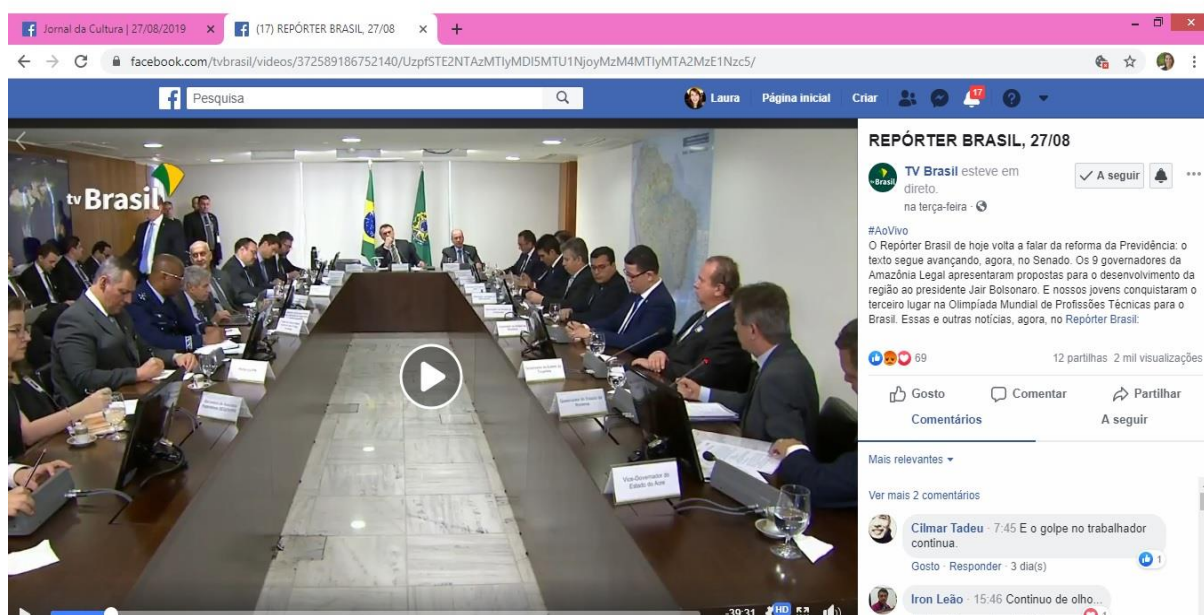 Jornal da Cultura | 27/08/2019
(17) REPÓRTER BRASIL, 27/08
facebook.com/tvbrasil/videos/372589186752140/UzpfSTE2NTAzMTIyMDI5MTU1NjoyMzM4MTIyMTA2MzE1Nzc5/
Pesquisa
Laura
Página inicial
Criar
17
tv Brasil
Vice-Governador do
Estado do Acre
-39:31
HD
REPÓRTER BRASIL, 27/08
TV Brasil esteve em
direto.
na terça-feira
A seguir
#AoVivo
O Repórter Brasil de hoje volta a falar da reforma da Previdência: o
texto segue avançando, agora, no Senado. Os 9 governadores da
Amazônia Legal apresentaram propostas para o desenvolvimento da
região ao presidente Jair Bolsonaro. E nossos jovens conquistaram o
terceiro lugar na Olimpíada Mundial de Profissões Técnicas para o
Brasil. Essas e outras notícias, agora, no Repórter Brasil:
69
12 partilhas 2 mil visualizações
Gosto
Comentar
Partilhar
Comentários
A seguir
Mais relevantes
Ver mais 2 comentários
Cilmar Tadeu · 7:45 E o golpe no trabalhador
continua.
1
Gosto · Responder · 3 dia(s)
Iron Leão · 15:46 Continuo de olho...
1